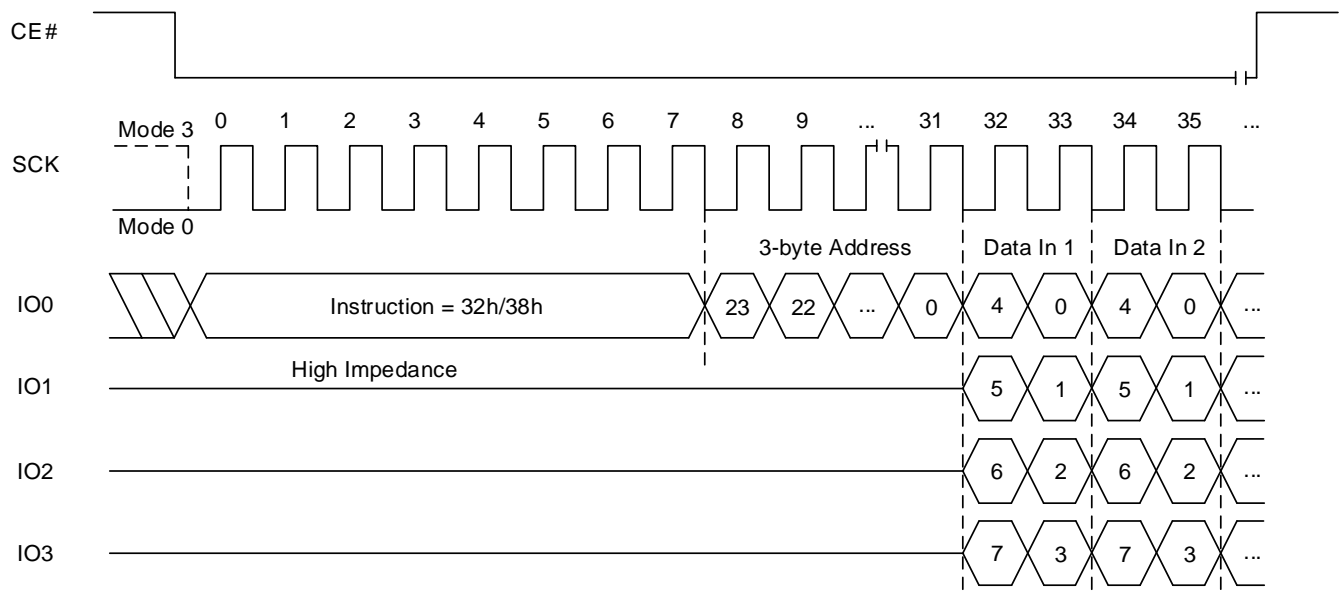 CE#
Mode 3 0 1 2 3 4 5 6 7 8 9 ... 31 32 33 34 35 ...
SCK
Mode 0
3-byte Address Data In 1 Data In 2
IO0 Instruction = 32h/38h 23 22 ... 0 4 0 4 0 ...
High Impedance
IO1 5 1 5 1 ...
IO2 6 2 6 2 ...
IO3 7 3 7 3 ...